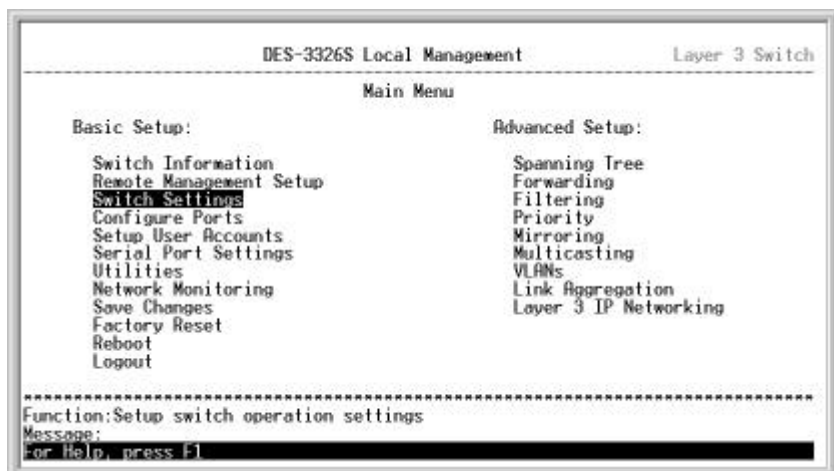 DES-3326S Local Management Layer 3 Switch
Main Menu
Basic Setup:
Switch Information
Remote Management Setup
Switch Settings
Configure Ports
Setup User Accounts
Serial Port Settings
Utilities
Network Monitoring
Save Changes
Factory Reset
Reboot
Logout
Advanced Setup:
Spanning Tree
Forwarding
Filtering
Priority
Mirroring
Multicasting
VLANs
Link Aggregation
Layer 3 IP Networking
Function:Setup switch operation settings
Message:
For Help, press F1